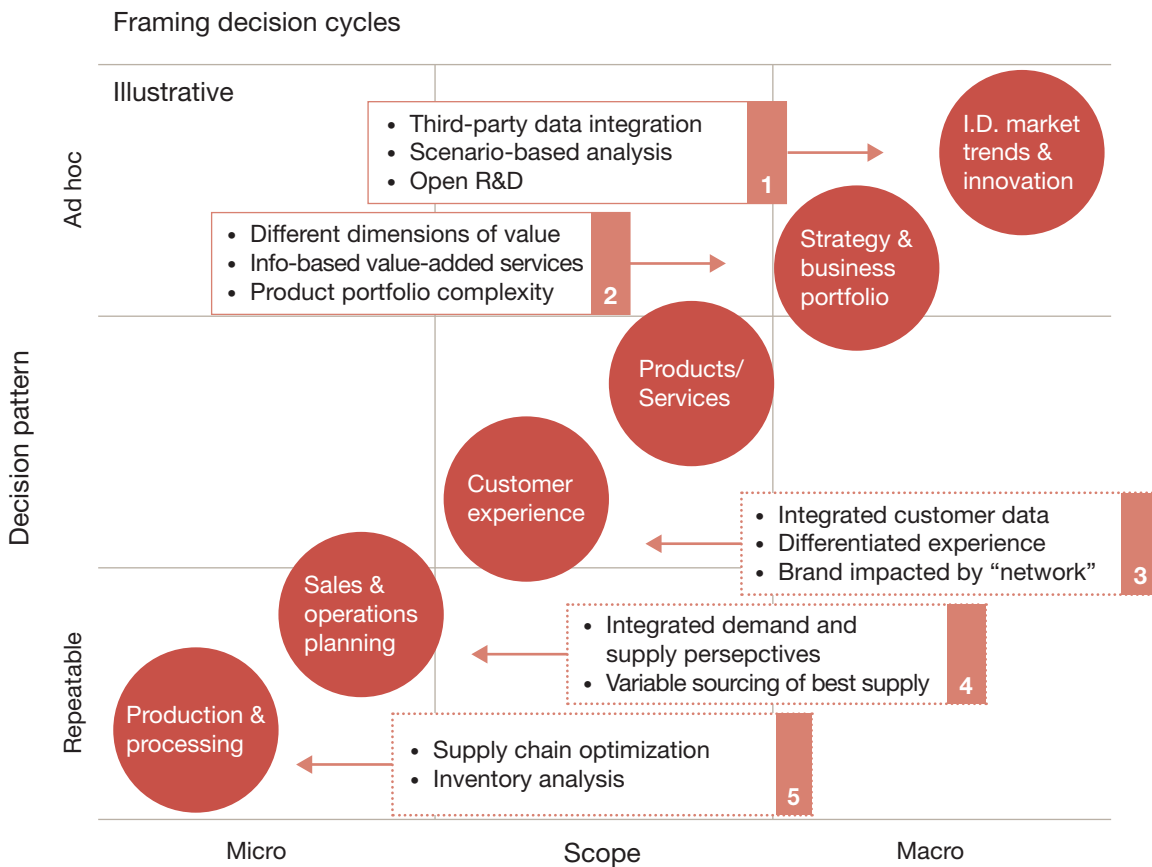 Framing decision cycles
Illustrative
Ad hoc
Decision pattern
Repeatable
• Third-party data integration
• Scenario-based analysis
• Open R&D
1
I.D. market
trends &
innovation
• Different dimensions of value
• Info-based value-added services
• Product portfolio complexity
2
Strategy &
business
portfolio
Products/
Services
Customer
experience
• Integrated customer data
• Differentiated experience
• Brand impacted by “network”
3
Sales &
operations
planning
• Integrated demand and
supply persepctives
• Variable sourcing of best supply
4
Production &
processing
• Supply chain optimization
• Inventory analysis
5
Micro
Scope
Macro